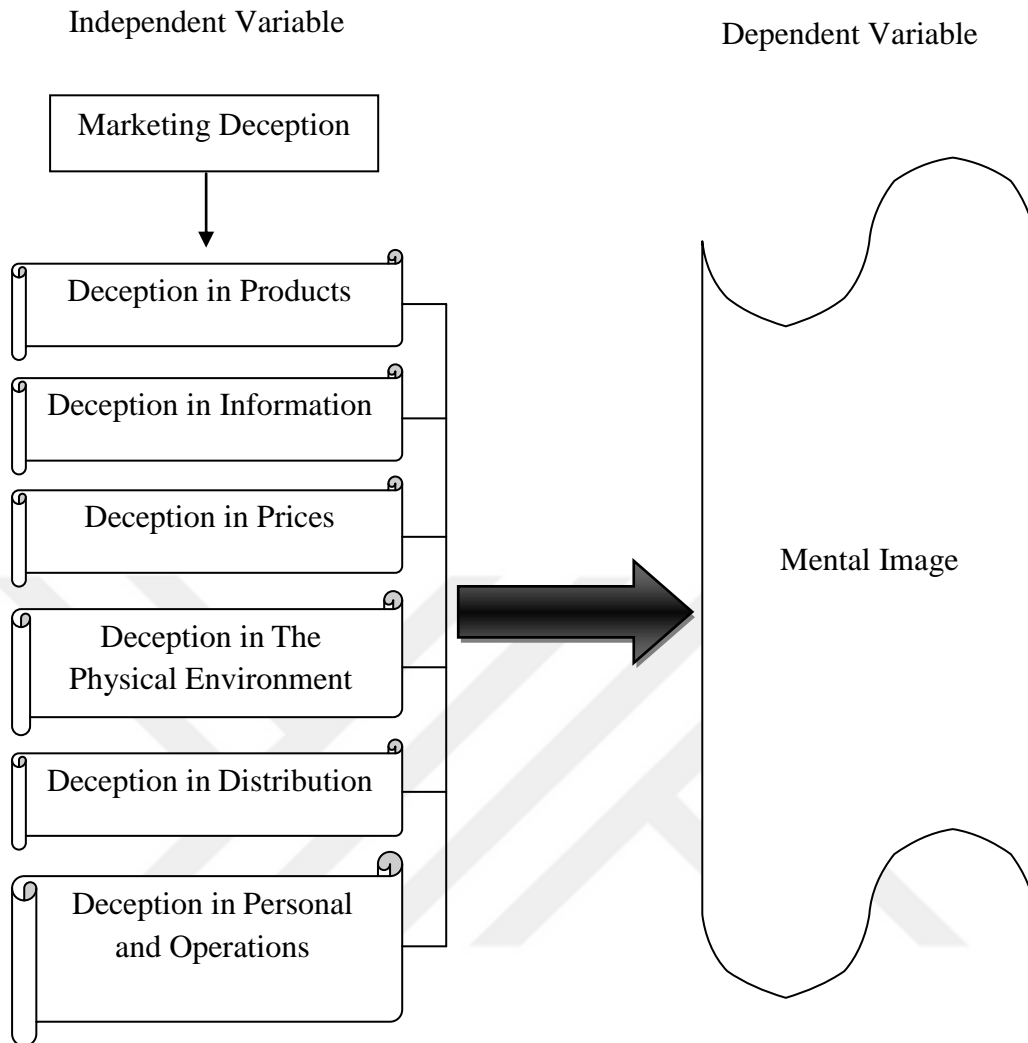 Independent Variable
Dependent Variable
Marketing Deception
Deception in Products
Deception in Information
Deception in Prices
Deception in The
Physical Environment
Deception in Distribution
Deception in Personal
and Operations
Mental Image